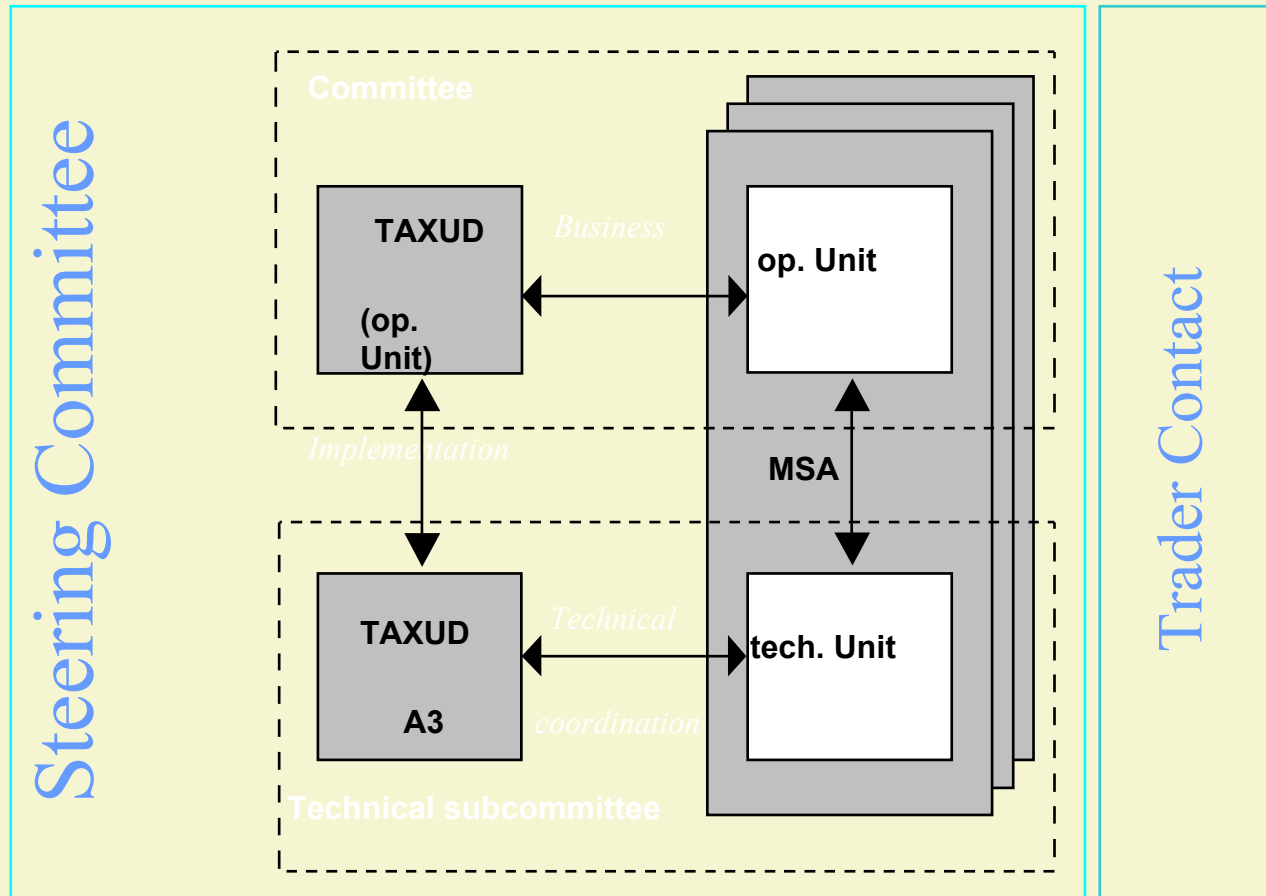 Steering Committee
Committee
TAXUD
(op.
Unit)
Business
op. Unit
Implementation
MSA
TAXUD
A3
Technical
coordination
tech. Unit
Technical subcommittee
Trader Contact